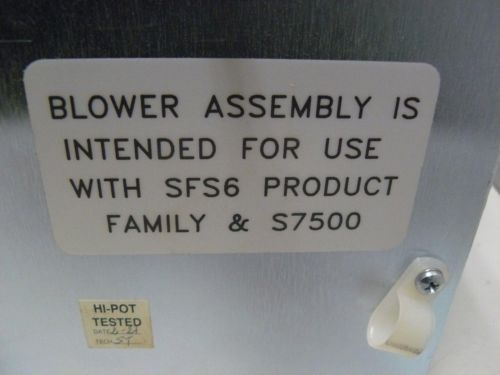 BLOWER ASSEMBLY IS
INTENDED FOR USE
WITH SFS6 PRODUCT
FAMILY & S7500
HI-POT
TESTED
DATE
TECH